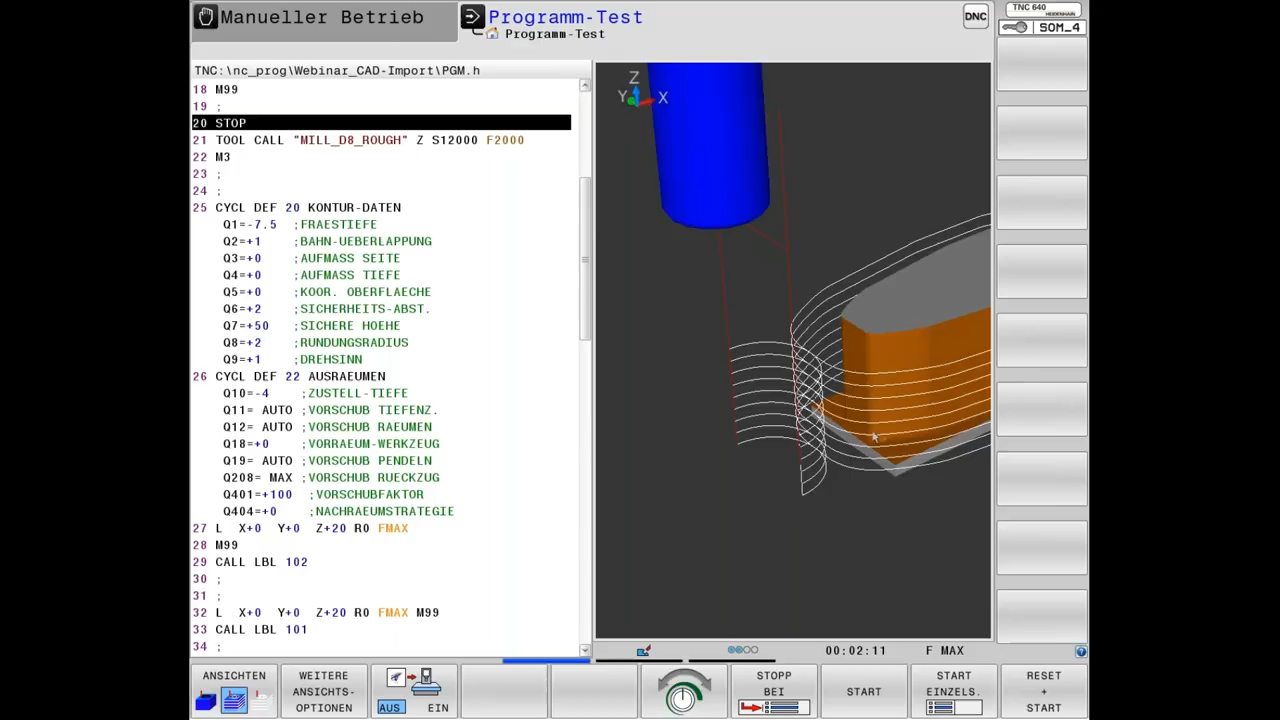 Manueller Betrieb
Programm-Test
Programm-Test
DNC
TNC 640
HEIDENHAIN
SOM_4
TNC:\nc_prog\Webinar_CAD-Import\PGM.h
18 M99
19 ;
20 STOP
21 TOOL CALL "MILL_D8_ROUGH" Z S12000 F2000
22 M3
23 ;
24 ;
25 CYCL DEF 20 KONTUR-DATEN
Q1=-7.5 ;FRAESTIEFE
Q2=+1 ;BAHN-UEBERLAPPUNG
Q3=+0 ;AUFMASS SEITE
Q4=+0 ;AUFMASS TIEFE
Q5=+0 ;KOOR. OBERFLAECHE
Q6=+2 ;SICHERHEITS-ABST.
Q7=+50 ;SICHERE HOEHE
Q8=+2 ;RUNDUNGSRADIUS
Q9=+1 ;DREHSINN
26 CYCL DEF 22 AUSRAEUMEN
Q10=-4 ;ZUSTELL-TIEFE
Q11= AUTO ;VORSCHUB TIEFENZ.
Q12= AUTO ;VORSCHUB RAEUMEN
Q18=+0 ;VORRAEUM-WERKZEUG
Q19= AUTO ;VORSCHUB PENDELN
Q208= MAX ;VORSCHUB RUECKZUG
Q401=+100 ;VORSCHUBFAKTOR
Q404=+0 ;NACHRAEUMSTRATEGIE
27 L X+0 Y+0 Z+20 R0 FMAX
28 M99
29 CALL LBL 102
30 ;
31 ;
32 L X+0 Y+0 Z+20 R0 FMAX M99
33 CALL LBL 101
34 ;
Z
Y X
00:02:11 F MAX
ANSICHTEN
WEITERE
ANSICHTS-
OPTIONEN
AUS EIN
STOPP
BEI
START
START
EINZELS.
RESET
+
START